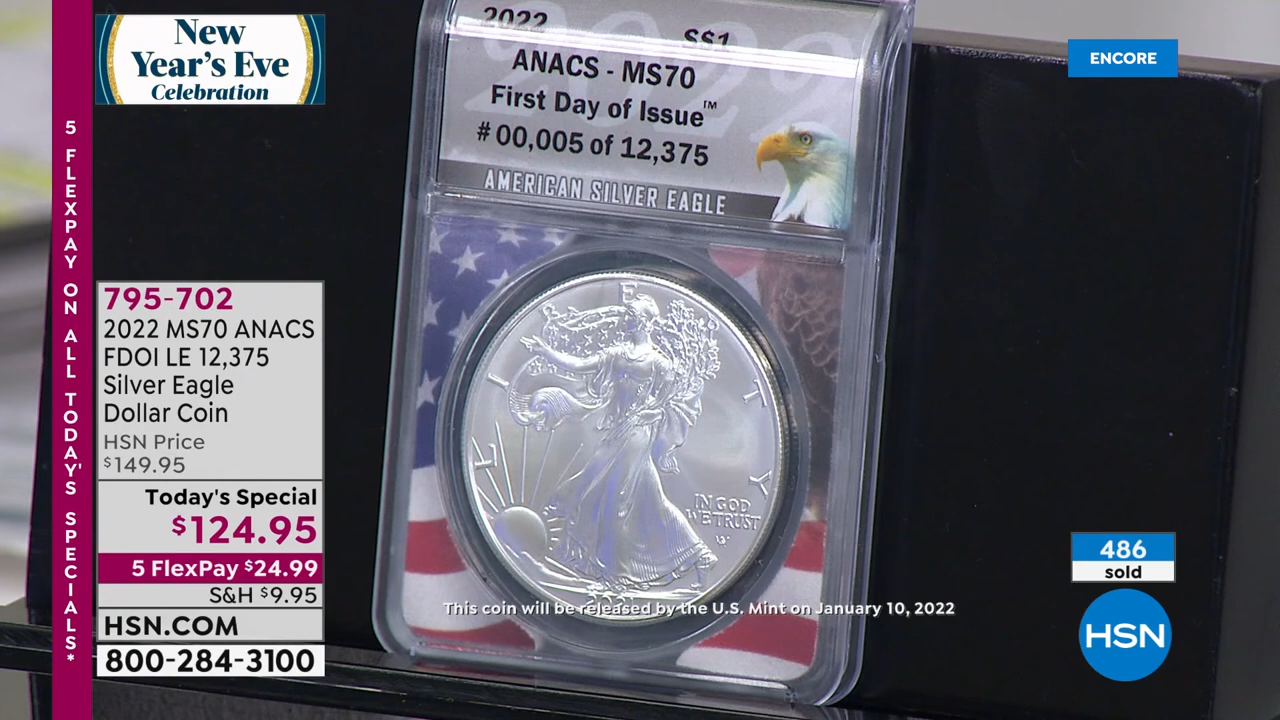 New
Year's Eve
Celebration
ENCORE
5 FLEXPAY ON ALL TODAY'S SPECIALS*
2022 S$1
ANACS - MS70
First Day of Issue™
#00,005 of 12,375
AMERICAN SILVER EAGLE
LIBERTY
IN GOD
WE TRUST
795-702
2022 MS70 ANACS
FDOI LE 12,375
Silver Eagle
Dollar Coin
HSN Price
$149.95
Today's Special
$124.95
5 FlexPay $24.99
S&H $9.95
HSN.COM
800-284-3100
This coin will be released by the U.S. Mint on January 10, 2022
486
sold
HSN